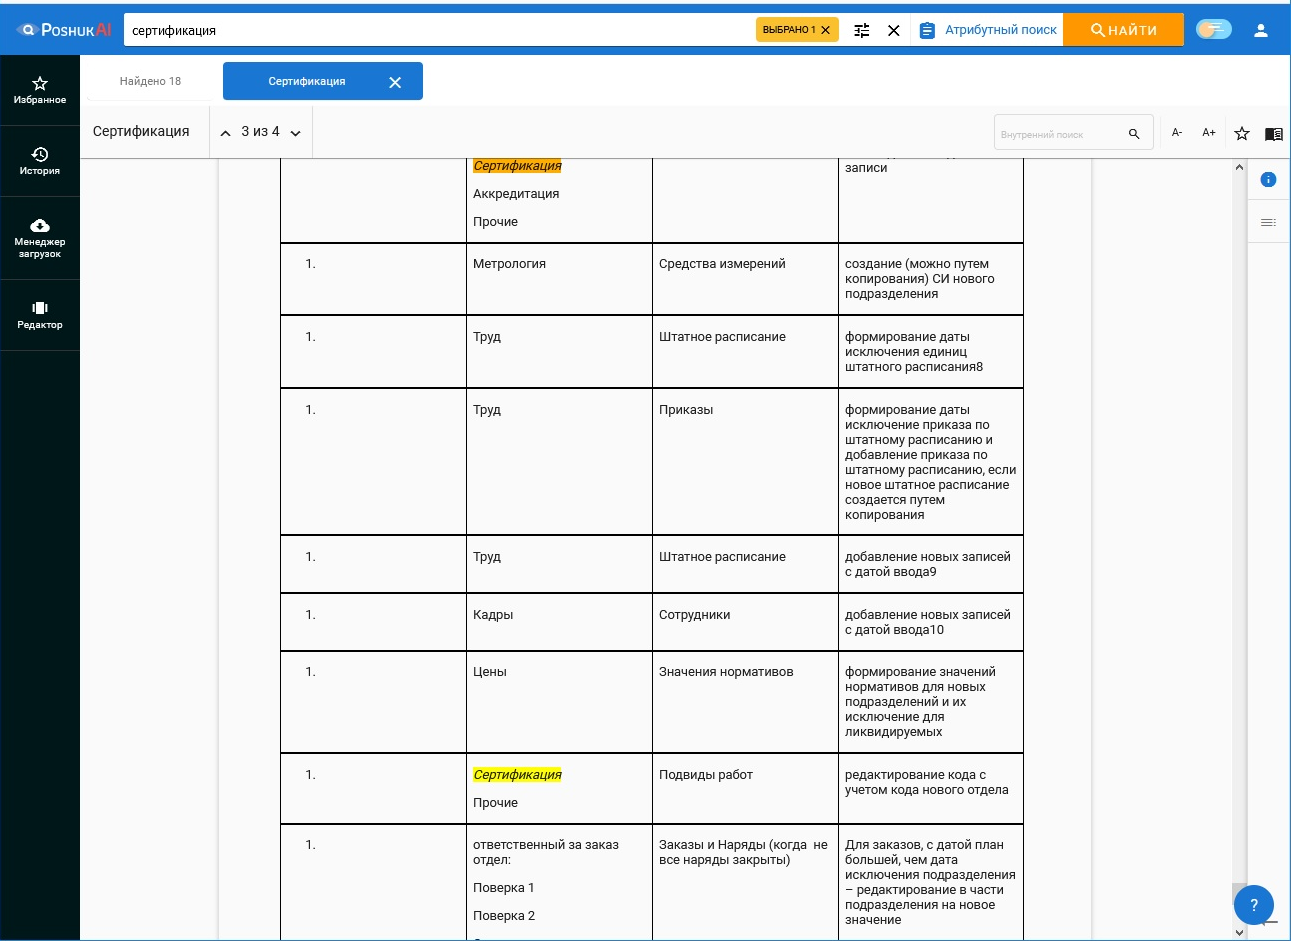 POSHUKAI
сертификация
ВЫБРАНО 1
Атрибутный поиск
НАЙТИ
Избранное
История
Менеджер
загрузок
Редактор
Найдено 18
Сертификация
Сертификация
3 из 4
Внутренний поиск
A-
A+
Сертификация
Аккредитация
Прочие
записи
1.
Метрология
Средства измерений
создание (можно путем
копирования) СИ нового
подразделения
1.
Труд
Штатное расписание
формирование даты
исключения единиц
штатного расписания8
1.
Труд
Приказы
формирование даты
исключение приказа по
штатному расписанию и
добавление приказа по
штатному расписанию, если
новое штатное расписание
создается путем
копирования
1.
Труд
Штатное расписание
добавление новых записей
с датой ввода9
1.
Кадры
Сотрудники
добавление новых записей
с датой ввода10
1.
Цены
Значения нормативов
формирование значений
нормативов для новых
подразделений и их
исключение для
ликвидируемых
1.
Сертификация
Прочие
Подвиды работ
редактирование кода с
учетом кода нового отдела
1.
ответственный за заказ
отдел:
Поверка 1
Поверка 2
Заказы и Наряды (когда не
все наряды закрыты)
Для заказов, с датой план
большей, чем дата
исключения подразделения
– редактирование в части
подразделения на новое
значение
?